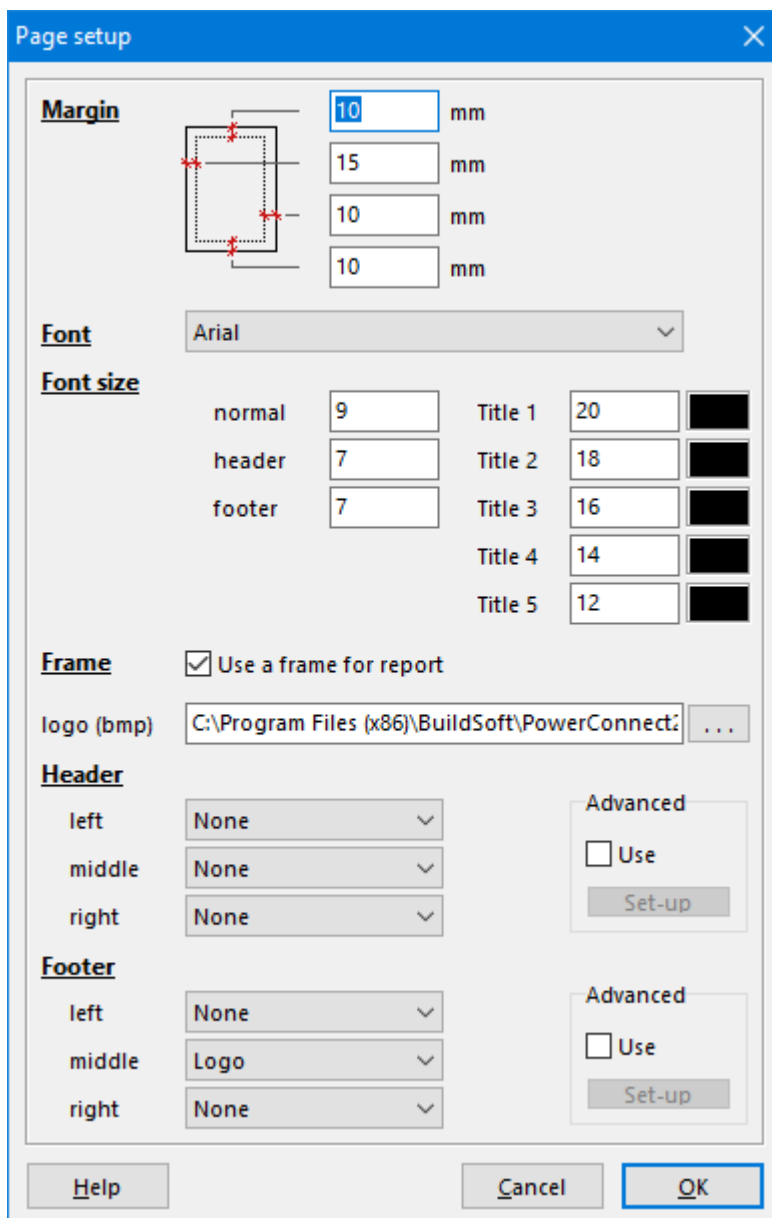 Page setup
Margin
10 mm
15 mm
10 mm
10 mm
Font Arial
Font size
normal 9 Title 1 20
header 7 Title 2 18
footer 7 Title 3 16
Title 4 14
Title 5 12
Frame Use a frame for report
logo (bmp) C:\Program Files (x86)\BuildSoft\PowerConnect2 ...
Header
Advanced
left None
Use
middle None
Set-up
right None
Footer
Advanced
left None
Use
middle Logo
Set-up
right None
Help Cancel OK